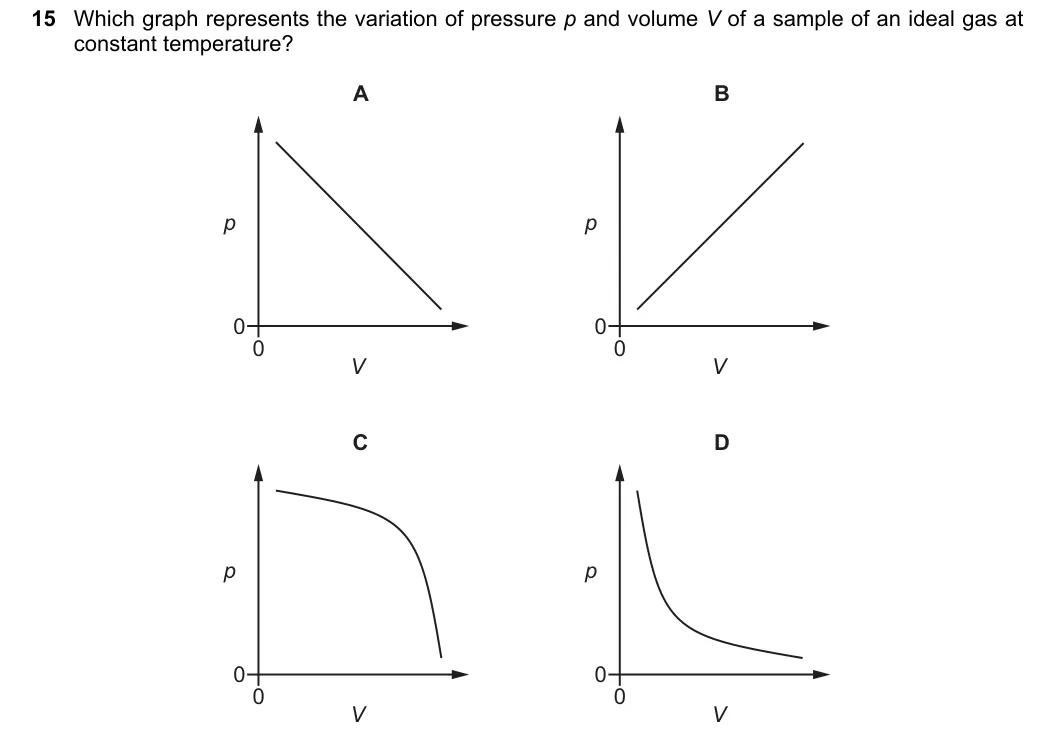 15 Which graph represents the variation of pressure p and volume V of a sample of an ideal gas at
constant temperature?
A
B
p
p
0
0
0
0
V
V
C
D
p
p
0
0
0
0
V
V